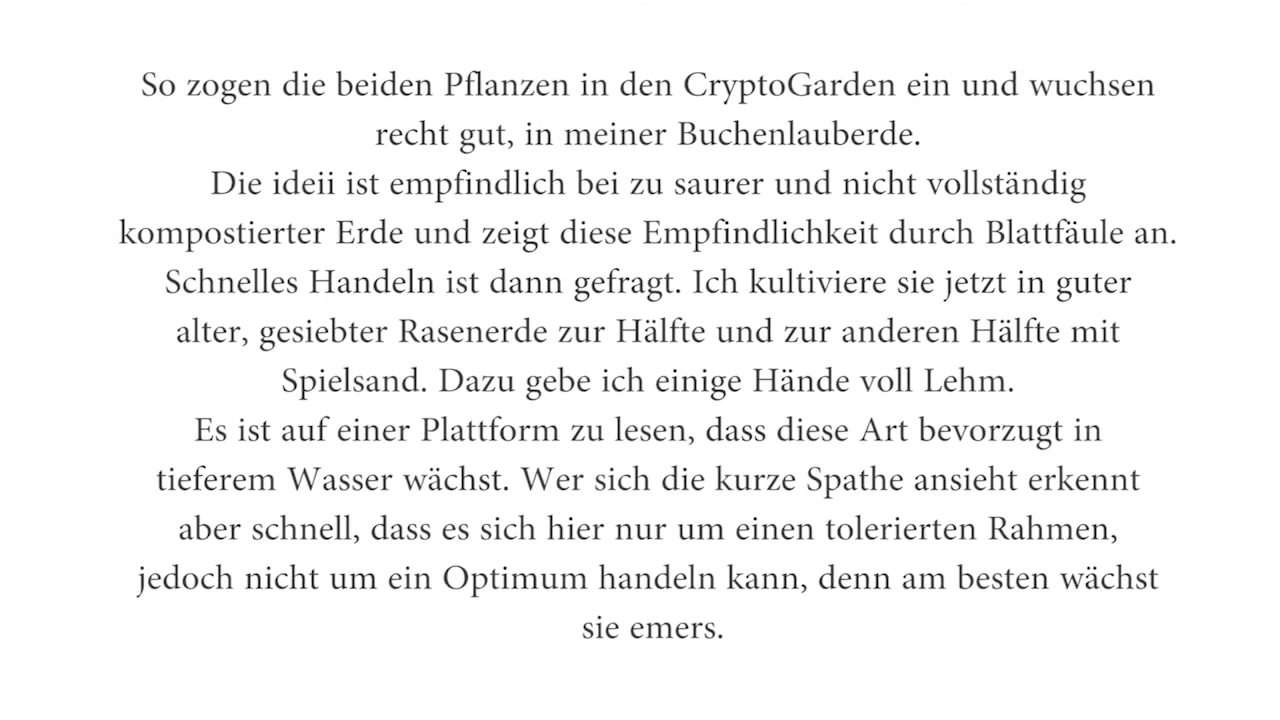 So zogen die beiden Pflanzen in den CryptoGarden ein und wuchsen
recht gut, in meiner Buchenlauberde.
Die ideii ist empfindlich bei zu saurer und nicht vollständig
kompostierter Erde und zeigt diese Empfindlichkeit durch Blattfäule an.
Schnelles Handeln ist dann gefragt. Ich kultiviere sie jetzt in guter
alter, gesiebter Rasenerde zur Hälfte und zur anderen Hälfte mit
Spielsand. Dazu gebe ich einige Hände voll Lehm.
Es ist auf einer Plattform zu lesen, dass diese Art bevorzugt in
tieferem Wasser wächst. Wer sich die kurze Spathe ansieht erkennt
aber schnell, dass es sich hier nur um einen tolerierten Rahmen,
jedoch nicht um ein Optimum handeln kann, denn am besten wächst
sie emers.